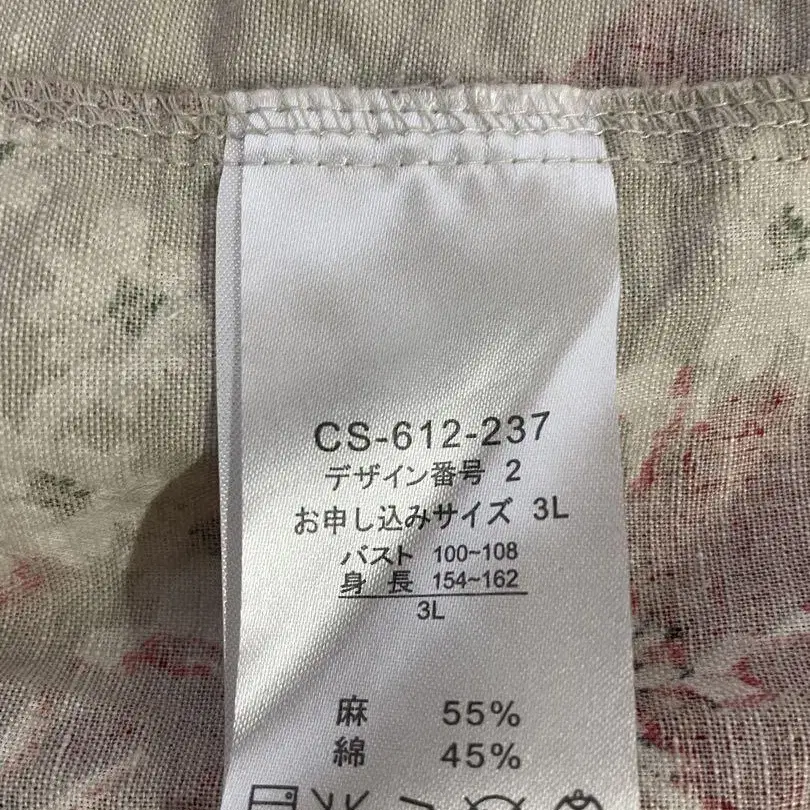 CS-612-237
デザイン番号 2
お申し込みサイズ 3L
バスト 100~108
身長 154~162
3L
麻 55%
綿 45%